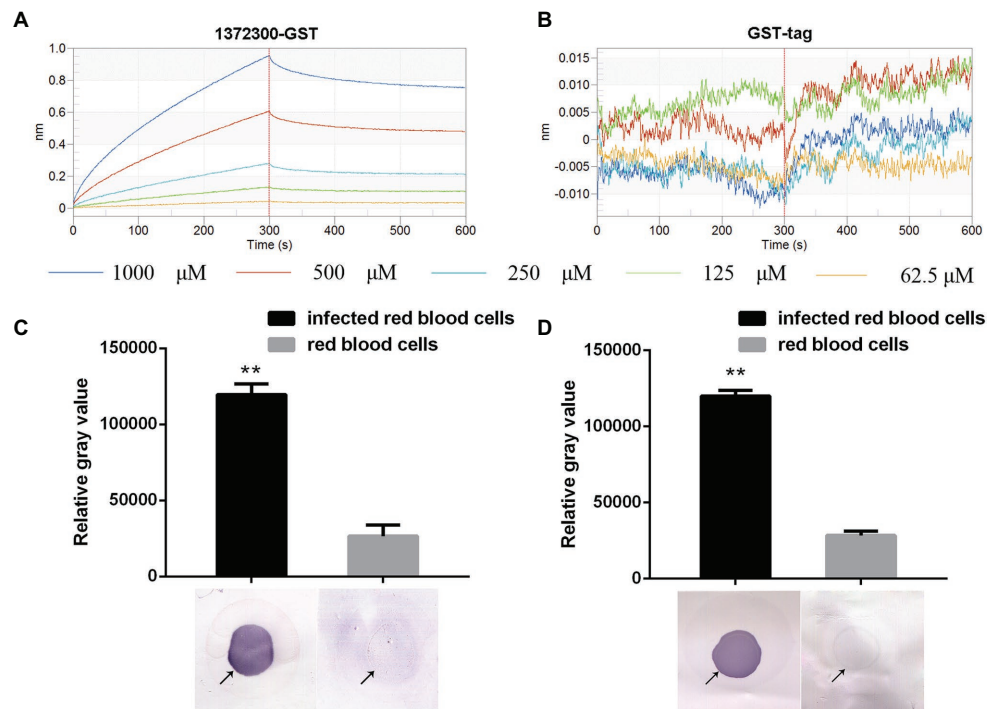 A
1372300-GST
1.0
0.8
0.6
0.4
0.2
0
nm
0 100 200 300 400 500 600
Time (s)
B
GST-tag
0.015
0.010
0.005
0
-0.005
-0.010
nm
0 100 200 300 400 500 600
Time (s)
1000 μM 500 μM 250 μM 125 μM 62.5 μM
C
infected red blood cells
red blood cells
150000
100000
50000
0
Relative gray value
**
D
infected red blood cells
red blood cells
150000
100000
50000
0
Relative gray value
**